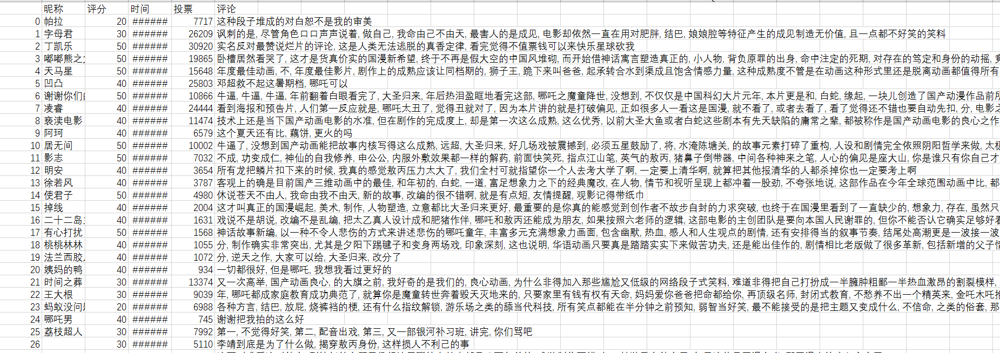 昵称 评分 时间 投票 评论
0 帕拉 20 ###### 7717 这种段子堆成的对白恕不是我的审美
1 字母君 30 ###### 26209 讽刺的是, 尽管角色口口声声说着, 做自己, 我命由己不由天, 最害人的是成见, 电影却依然一直在用对肥胖, 结巴, 娘娘腔等特征产生的成见制造无价值, 且一点都不好笑的笑料
2 丁凯乐 50 ###### 30920 实名反对最赞说烂片的评论, 这是人类无法逃脱的真香定律, 看完觉得不值票钱可以来快乐星球砍我
3 嘟嘟熊之 50 ###### 19865 卧槽居然看哭了, 这才是货真价实的国漫新希望, 终于不再是假大空的中国风堆砌, 而开始借神话寓言塑造真正的, 小人物, 背负原罪的出身, 命中注定的死期, 对存在的笃定和身份的动摇,
4 天马星 50 ###### 15648 年度最佳动画, 不, 年度最佳影片, 剧作上的成熟应该让同档期的, 狮子王, 跪下来叫爸爸, 起承转合水到渠成且饱含情感力量, 这种成熟度不管是在动画这种形式里还是脱离动画都值得所有
5 凹凸 40 ###### 25803 邓超救不起这暑期档, 哪吒可以
6 谢谢你们 50 ###### 10866 牛逼, 牛逼, 牛逼, 年前翻着白眼看完了, 大圣归来, 年后热泪盈眶地看完这部, 哪吒之魔童降世, 没想到, 不仅仅是中国科幻大片元年, 本片更是和, 白蛇, 缘起, 一块儿创造了国产动漫作品前所
7 凌睿 40 ###### 24444 看到海报和预告片, 人们第一反应就是, 哪吒太丑了, 觉得丑就对了, 因为本片讲的就是打破偏见, 正如很多人一看这是国漫, 就不看了, 或者去看了, 看了觉得还不错也要自动先扣, 分, 电影之
8 亵渎电影 40 ###### 11474 技术上还是当下国产动画电影的水准, 但在剧作的完成度上, 却是第一次这么成熟, 这么优秀, 以前大圣大鱼或者白蛇这些剧本有先天缺陷的庸常之辈, 都被称作是国产动画电影的良心之作
9 阿珂 40 ###### 6579 这个夏天还有比, 藕饼, 更火的吗
10 居无间 50 ###### 10002 牛逼了, 没想到国产动画能把故事内核写得这么成熟, 远超, 大圣归来, 好几场戏被震撼到, 必须五星鼓励了, 将, 水淹陈塘关, 的故事元素打碎了重构, 人设和剧情完全依照阴阳哲学来做, 太极
11 影志 50 ###### 7032 不成, 功变成仁, 神仙的自我修养, 申公公, 内服外敷效果都一样的解药, 前面快笑死, 指点江山笔, 英气的敖丙, 猪鼻子倒带器, 中间各种神来之笔, 人心的偏见是座大山, 你是谁只有你自己才
12 明安 40 ###### 3654 所有龙把鳞片扣下来的时候, 我真的感觉敖丙压力太大了, 我们全村可就指望你一个人去考大学了啊, 一定要上清华啊, 就算把其他报清华的人都杀掉你也一定要考上啊
13 徐若风 40 ###### 3787 客观上的确是目前国产三维动画中的最佳, 和年初的, 白蛇, 一道, 富足想象力之下的经典魔改, 在人物, 情节和视听呈现上都冲着一股劲, 不夸张地说, 这部作品在今年全球范围动画中比, 都
14 使君子 50 ###### 4980 休说苍天不由人, 我命由我不由天, 新的故事, 改编的很不错啊, 就是有点短, 友情提醒, 观影记得带纸巾
15 掉线 40 ###### 2004 这才叫真正的国漫崛起, 美术, 制作, 人物塑造, 立意都比大圣归来更好, 最重要的是你真的能感觉到创作者不故步自封的力求突破, 也终于在国漫里看到了一直缺少的, 想象力, 存在, 虽然只
16 二十二岛 40 ###### 1631 戏说不是胡说, 改编不是乱编, 把太乙真人设计成和肥猪作伴, 哪吒和敖丙还能成为朋友, 如果按照六老师的逻辑, 这部电影的主创团队是要向本国人民谢罪的, 但你不能否认它确实足够好看
17 有心打扰 50 ###### 1568 神话故事新编, 以一种不令人悲伤的方式来讲述悲伤的哪吒童年, 丰富多元充满想象力画面, 包含幽默, 热血, 感人和人生观点的剧情, 还有安排得当的叙事节奏, 结尾处高潮更是一波接一波
18 桃桃林林 40 ###### 1055 分, 制作确实非常突出, 尤其是夕阳下踢毽子和变身两场戏, 印象深刻, 这也说明, 华语动画只要真是踏踏实实下来做苦功夫, 还是能出佳作的, 剧情相比老版做了很多革新, 包括新增的父子情
19 法兰西胶 40 ###### 1072 分, 逆天之作, 大家可以给, 大圣归来, 改分了
20 姨妈的鸭 40 ###### 934 一切都很好, 但是哪吒, 我想我看过更好的
21 时间之葬 30 ###### 13374 又一次高举, 国产动画良心, 的大旗之前, 我好奇的是我们的, 良心动画, 为什么非得加入那些尴尬又低级的网络段子式笑料, 难道非得把自己打扮成一半臃肿粗鄙一半热血激昂的割裂模样,
22 王大根 30 ###### 9039 年, 哪吒都成家庭教育成功典范了, 就算你是魔童转世奔着毁天灭地来的, 只要家里有钱有权有天命, 妈妈爱你爸爸把命都给你, 再顶级名师, 封闭式教育, 不愁养不出一个精英来, 金吒木吒抢
23 蚂蚁没问 20 ###### 6988 各种方言, 结巴, 放屁, 烧裤裆的梗, 还有什么指纹解锁, 游乐场之类的舔当代科技, 所有笑点都能在半分钟之前预知, 弱智当好笑, 最不能接受的是把主题又变成什么, 不信命, 之类的俗套, 那
24 哪吒男 40 ###### 745 谢谢把我拍的这么好
25 荔枝超人 30 ###### 7992 第一, 不觉得好笑, 第二, 配音出戏, 第三, 又一部银河补习班, 讲完, 你们骂吧
26 30 ###### 5110 李靖到底是为了什么做, 揭穿敖丙身份, 这样损人不利己的事